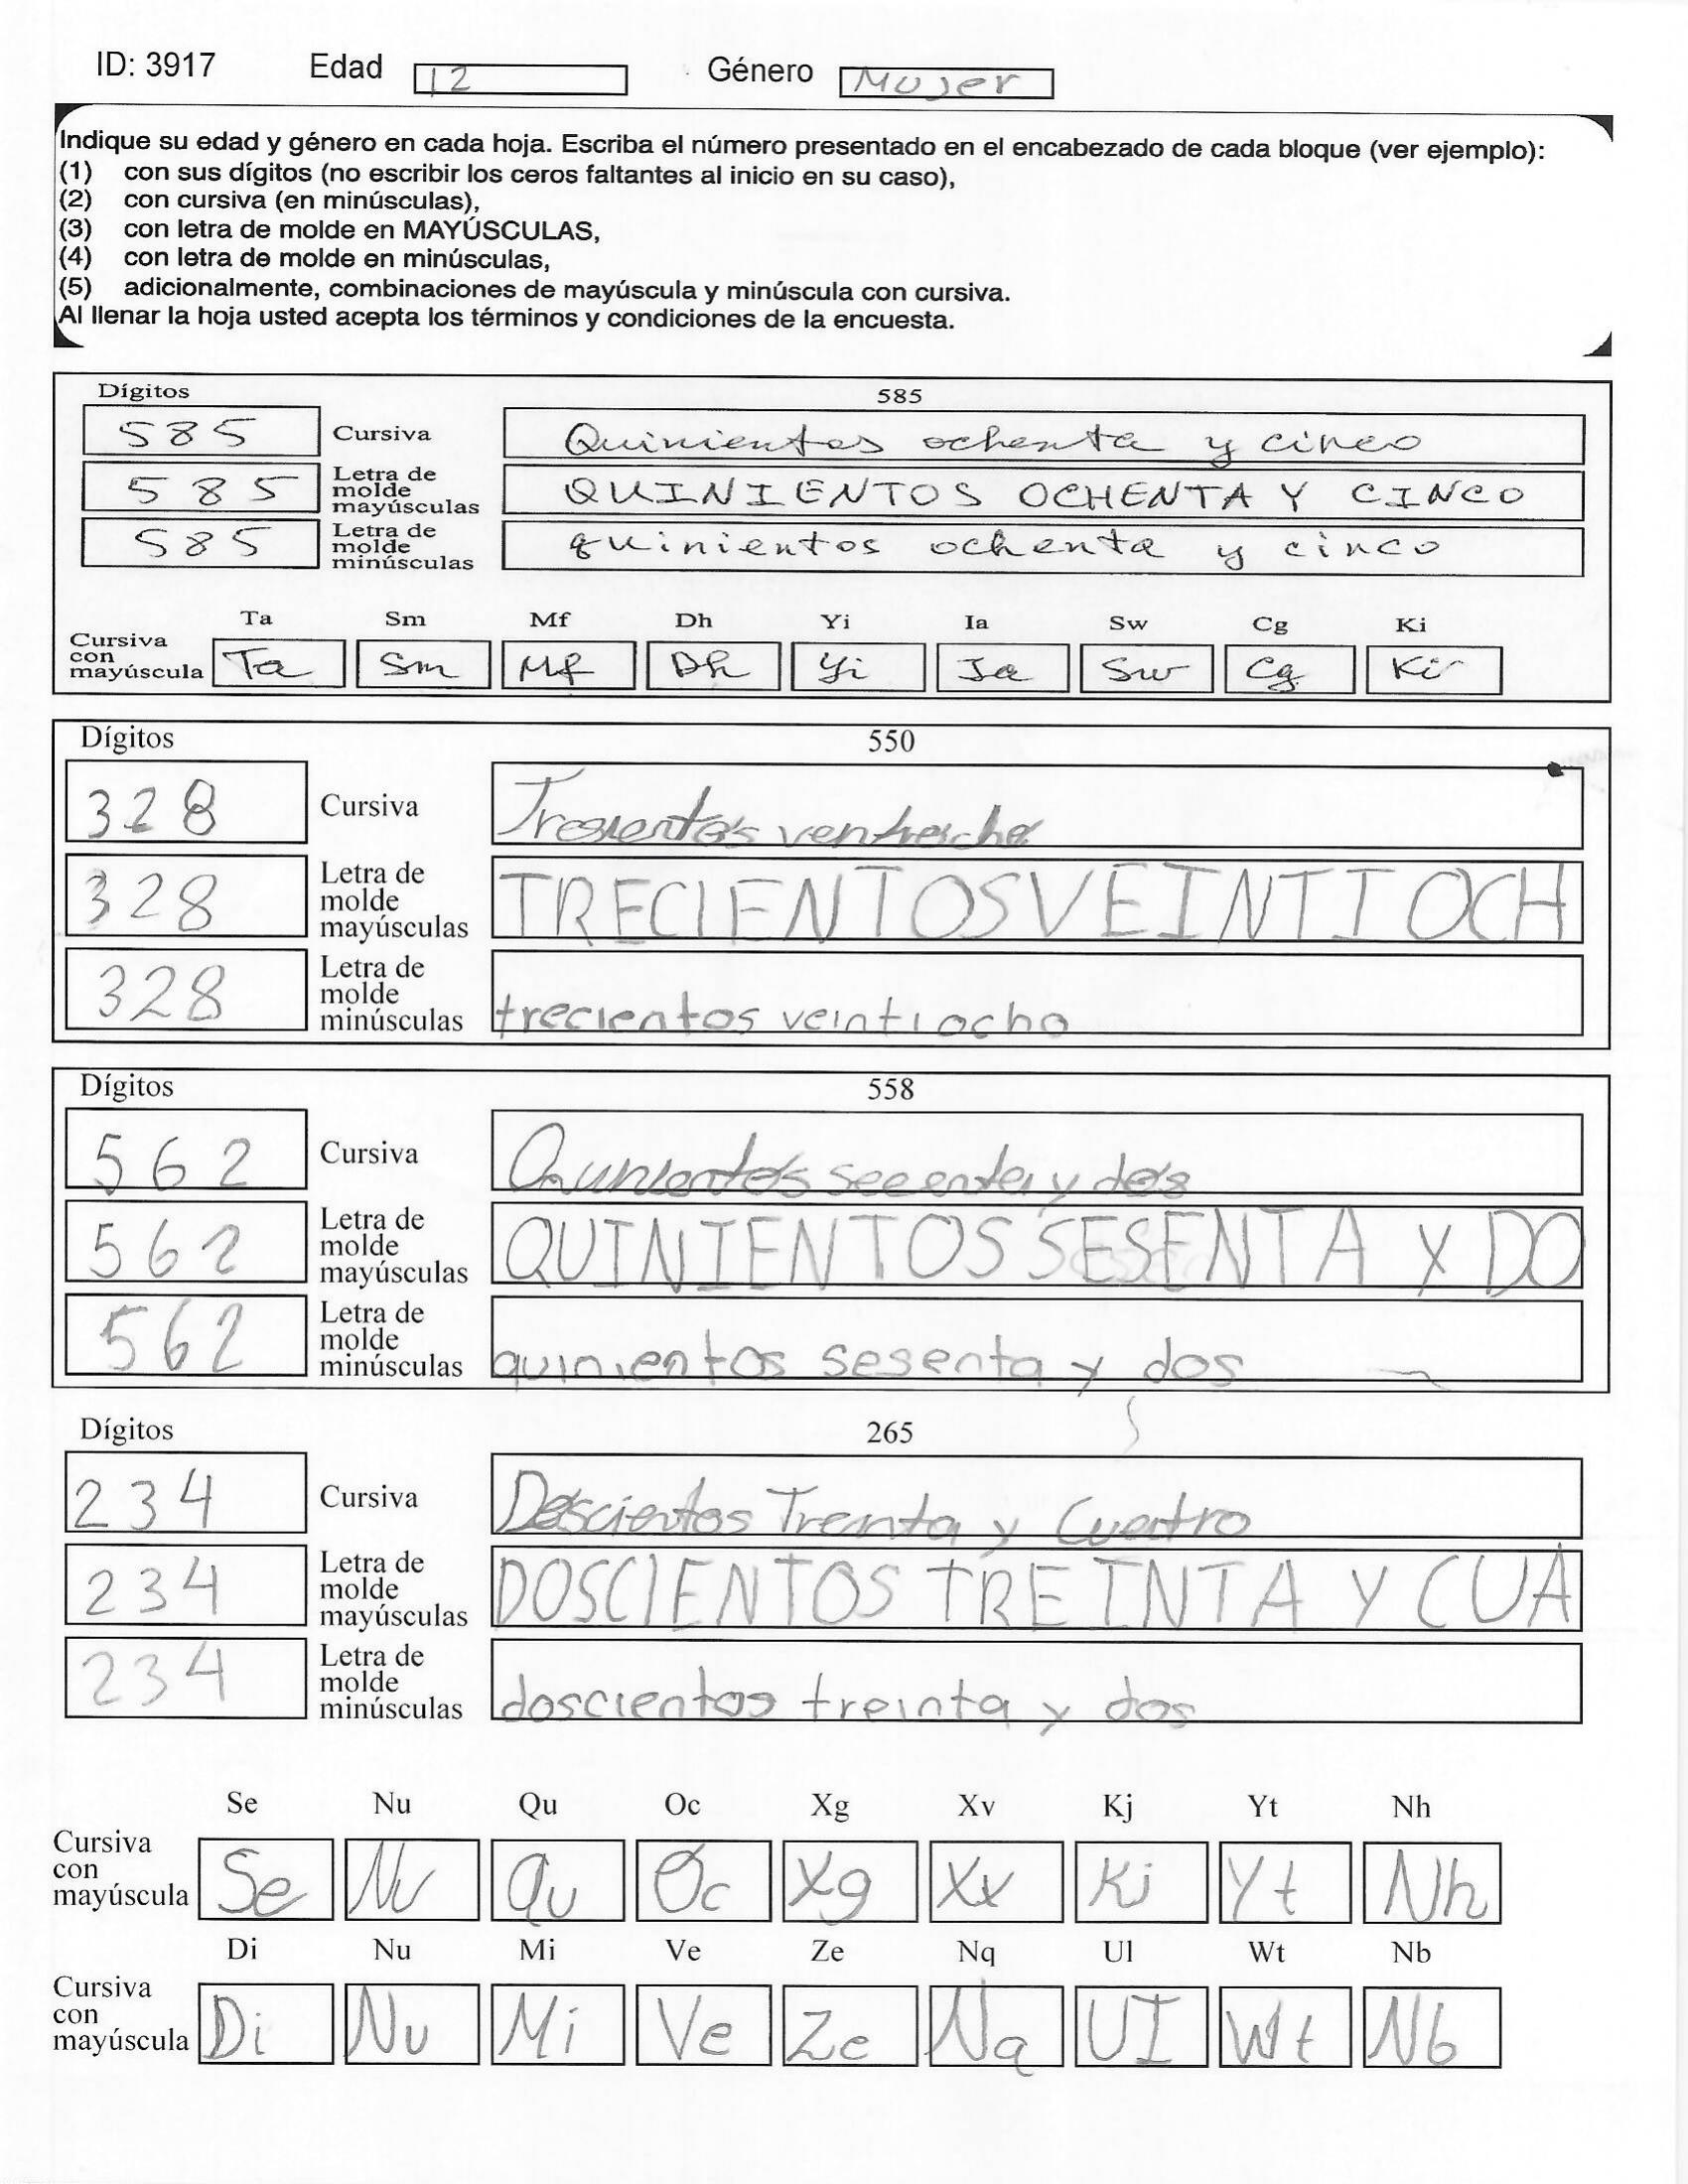 ID: 3917 Edad 12 Género Mujer
Indique su edad y género en cada hoja. Escriba el número presentado en el encabezado de cada bloque (ver ejemplo):
(1) con sus dígitos (no escribir los ceros faltantes al inicio en su caso),
(2) con cursiva (en minúsculas),
(3) con letra de molde en MAYÚSCULAS,
(4) con letra de molde en minúsculas,
(5) adicionalmente, combinaciones de mayúscula y minúscula con cursiva.
Al llenar la hoja usted acepta los términos y condiciones de la encuesta.
Dígitos 585
585 Cursiva Quinientos ochenta y cinco
585 Letra de molde mayúsculas QUINIENTOS OCHENTA Y CINCO
585 Letra de molde minúsculas quinientos ochenta y cinco
Ta Sm Mf Dh Yi Ia Sw Cg Ki
Cursiva con mayúscula Ta Sm Mf Dh Yi Ia Sw Cg Ki
Dígitos 550
328 Cursiva
328 Letra de molde mayúsculas TRECIENTOS VEINTIOCH
328 Letra de molde minúsculas trecientos veintiocho
Dígitos 558
562 Cursiva y dos
562 Letra de molde mayúsculas QUINIENTOS SESENTA Y DO
562 Letra de molde minúsculas quinientos sesenta y dos
Dígitos 265
234 Cursiva Doscientos Treinta y Cuatro
234 Letra de molde mayúsculas DOSCIENTOS TREINTA Y CUA
234 Letra de molde minúsculas doscientos treinta y dos
Se Nu Qu Oc Xg Xv Kj Yt Nh
Cursiva con mayúscula Se Nu Qu Oc Xg Xv Kj Yt Nh
Di Nu Mi Ve Ze Nq Ul Wt Nb
Cursiva con mayúscula Di Nu Mi Ve Ze Nq UI Wt Nb